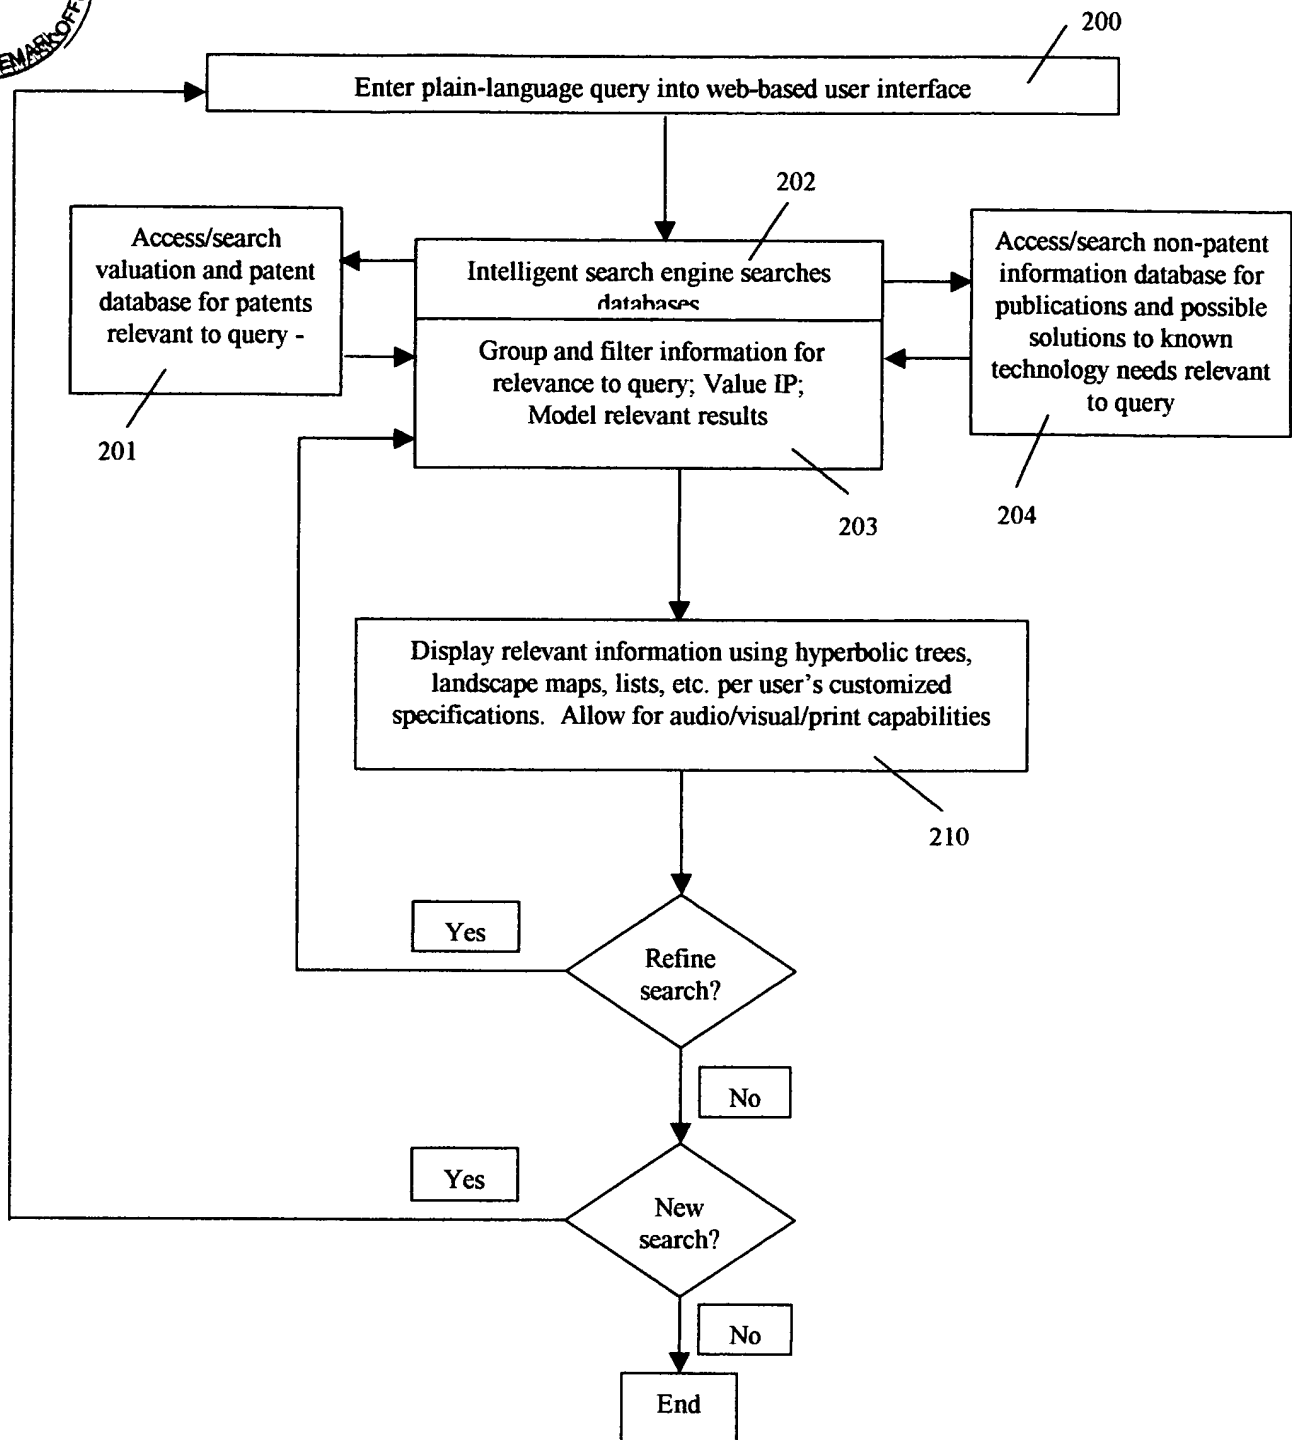 200
Enter plain-language query into web-based user interface
202
Access/search
valuation and patent
database for patents
relevant to query -
201
Intelligent search engine searches
databases
Group and filter information for
relevance to query; Value IP;
Model relevant results
203
Access/search non-patent
information database for
publications and possible
solutions to known
technology needs relevant
to query
204
Display relevant information using hyperbolic trees,
landscape maps, lists, etc. per user's customized
specifications. Allow for audio/visual/print capabilities
210
Yes
Refine
search?
No
Yes
New
search?
No
End